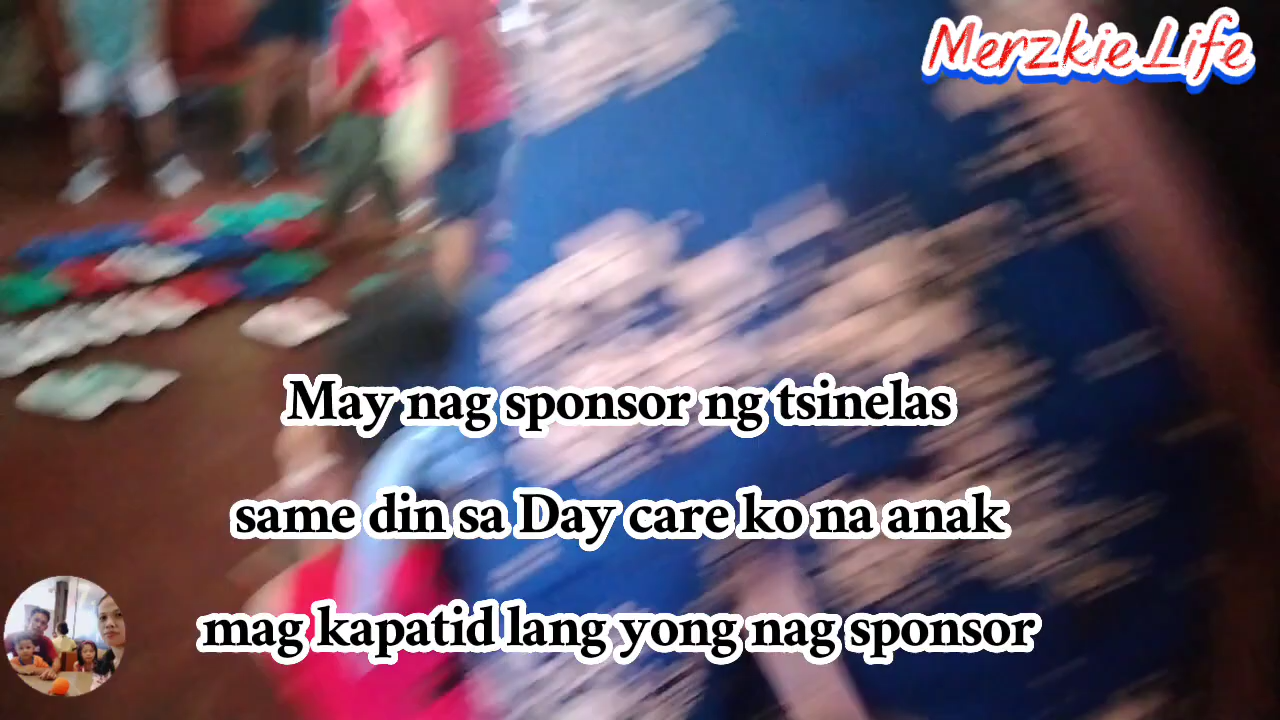 Merzkie Life
May nag sponsor ng tsinelas
same din sa Day care ko na anak
mag kapatid lang yong nag sponsor